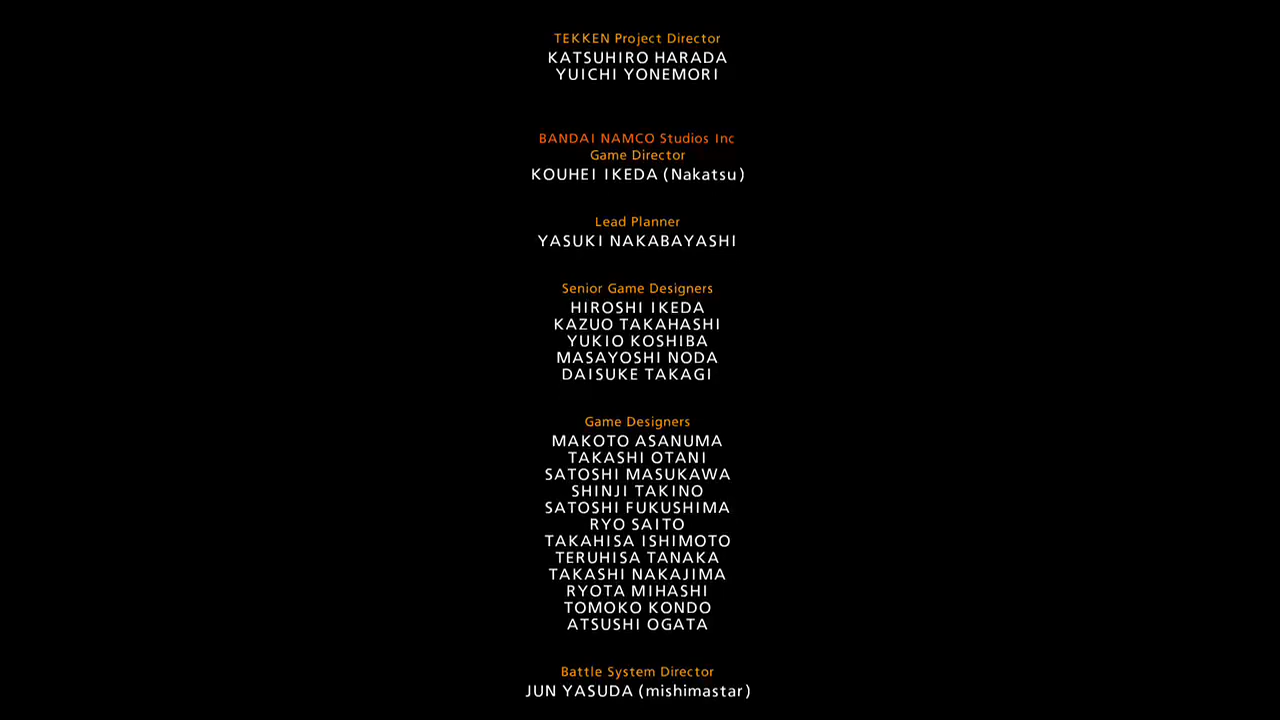 TEKKEN Project Director
KATSUHIRO HARADA
YUICHI YONEMORI
BANDAI NAMCO Studios Inc
Game Director
KOUHEI IKEDA (Nakatsu)
Lead Planner
YASUKI NAKABAYASHI
Senior Game Designers
HIROSHI IKEDA
KAZUO TAKAHASHI
YUKIO KOSHIBA
MASAYOSHI NODA
DAISUKE TAKAGI
Game Designers
MAKOTO ASANUMA
TAKASHI OTANI
SATOSHI MASUKAWA
SHINJI TAKINO
SATOSHI FUKUSHIMA
RYO SAITO
TAKAHISA ISHIMOTO
TERUHISA TANAKA
TAKASHI NAKAJIMA
RYOTA MIHASHI
TOMOKO KONDO
ATSUSHI OGATA
Battle System Director
JUN YASUDA (mishimastar)